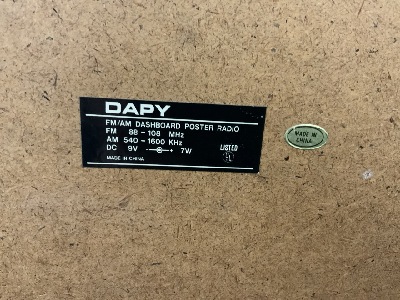 DAPY
FM/AM DASHBOARD POSTER RADIO
FM 88 - 108 MHz
AM 540 - 1600 KHz
DC 9V - + 7W
LISTED
MADE IN CHINA
MADE IN
CHINA